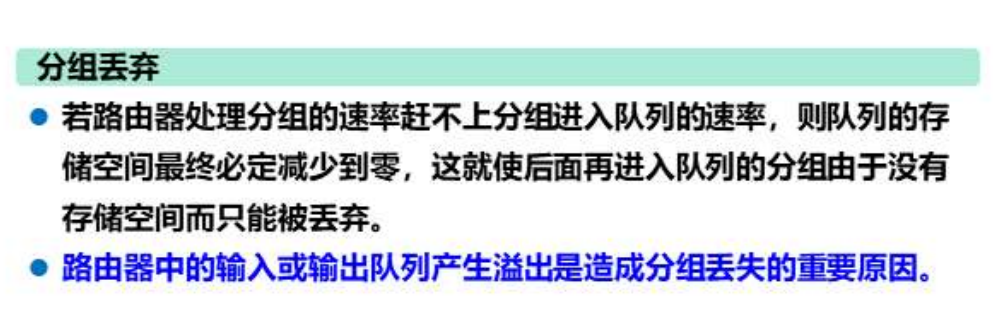 分组丢弃
若路由器处理分组的速率赶不上分组进入队列的速率，则队列的存
储空间最终必定减少到零，这就使后面再进入队列的分组由于没有
存储空间而只能被丢弃。
路由器中的输入或输出队列产生溢出是造成分组丢失的重要原因。